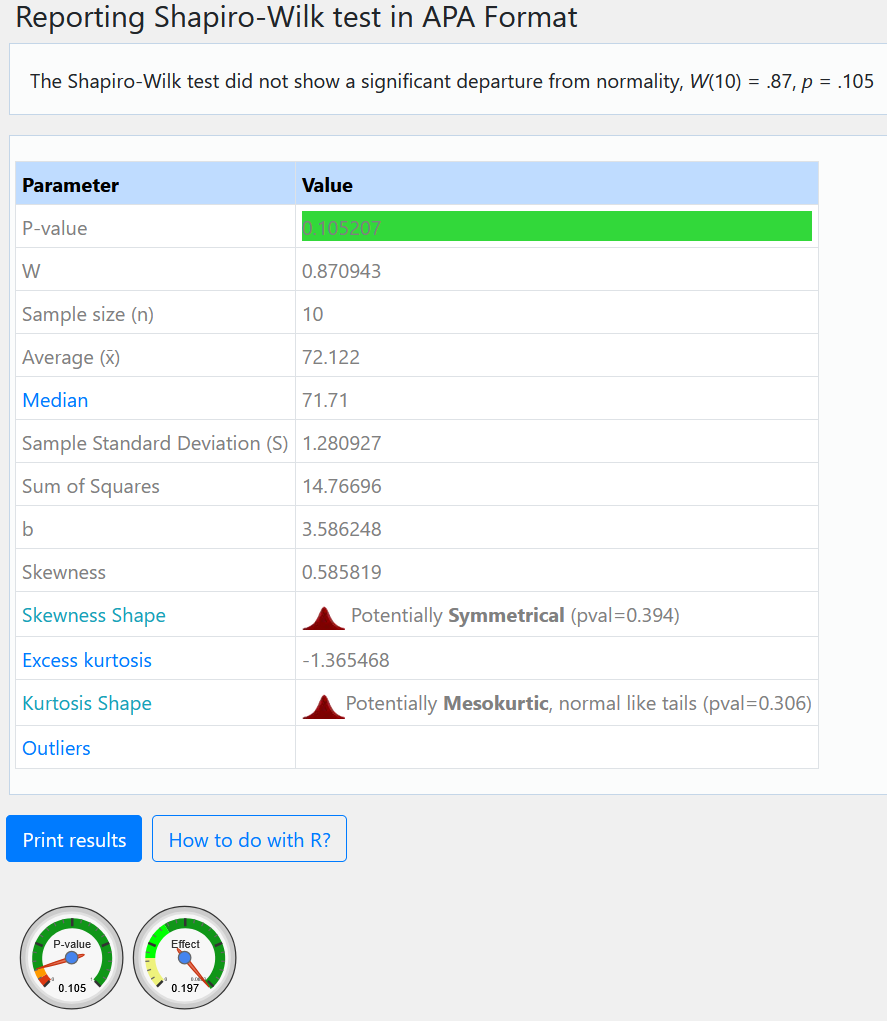 Reporting Shapiro-Wilk test in APA Format
The Shapiro-Wilk test did not show a significant departure from normality, W(10) = .87, p = .105
Parameter Value
P-value 0.105207
W 0.870943
Sample size (n) 10
Average (x̄) 72.122
Median 71.71
Sample Standard Deviation (S) 1.280927
Sum of Squares 14.76696
b 3.586248
Skewness 0.585819
Skewness Shape Potentially Symmetrical (pval=0.394)
Excess kurtosis -1.365468
Kurtosis Shape Potentially Mesokurtic, normal like tails (pval=0.306)
Outliers
Print results How to do with R?
P-value Effect
0.105 0.197